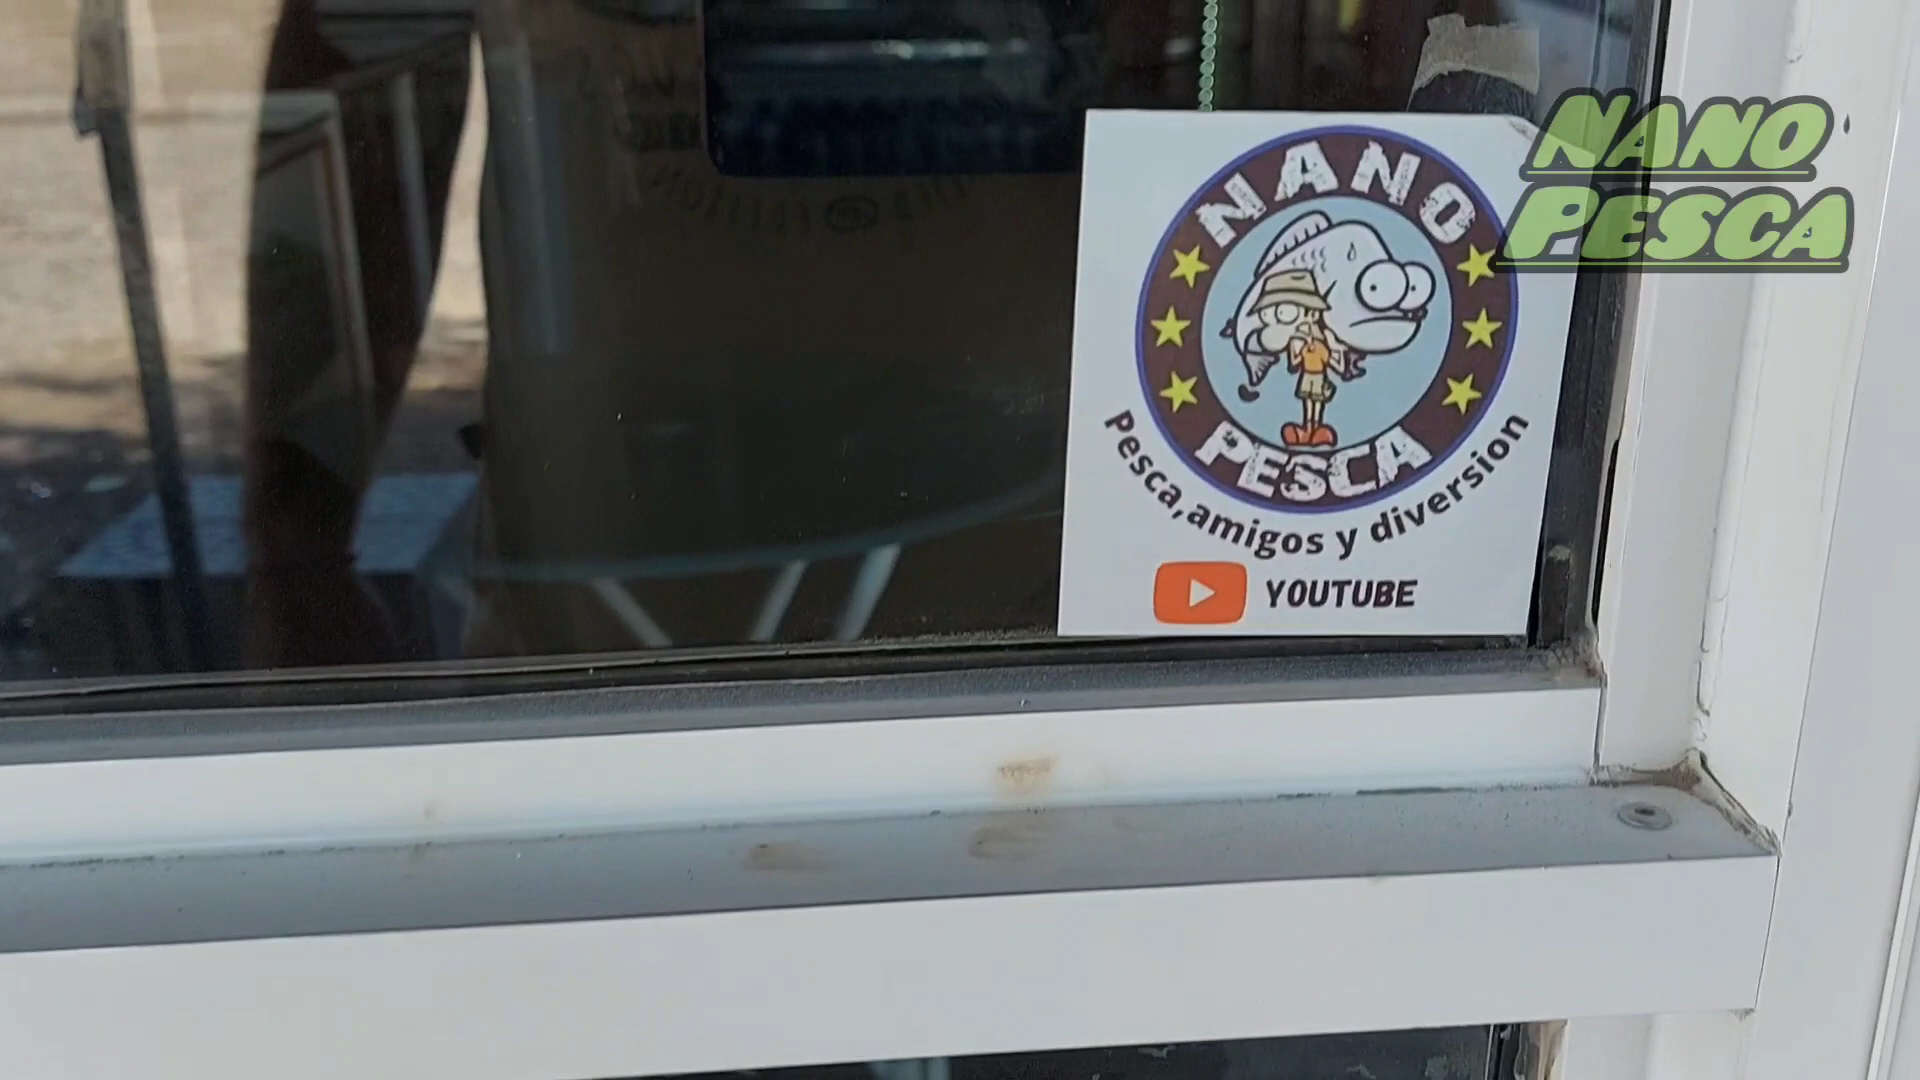 NANO
PESCA
Pesca,amigos y diversion
YOUTUBE
NANO
PESCA